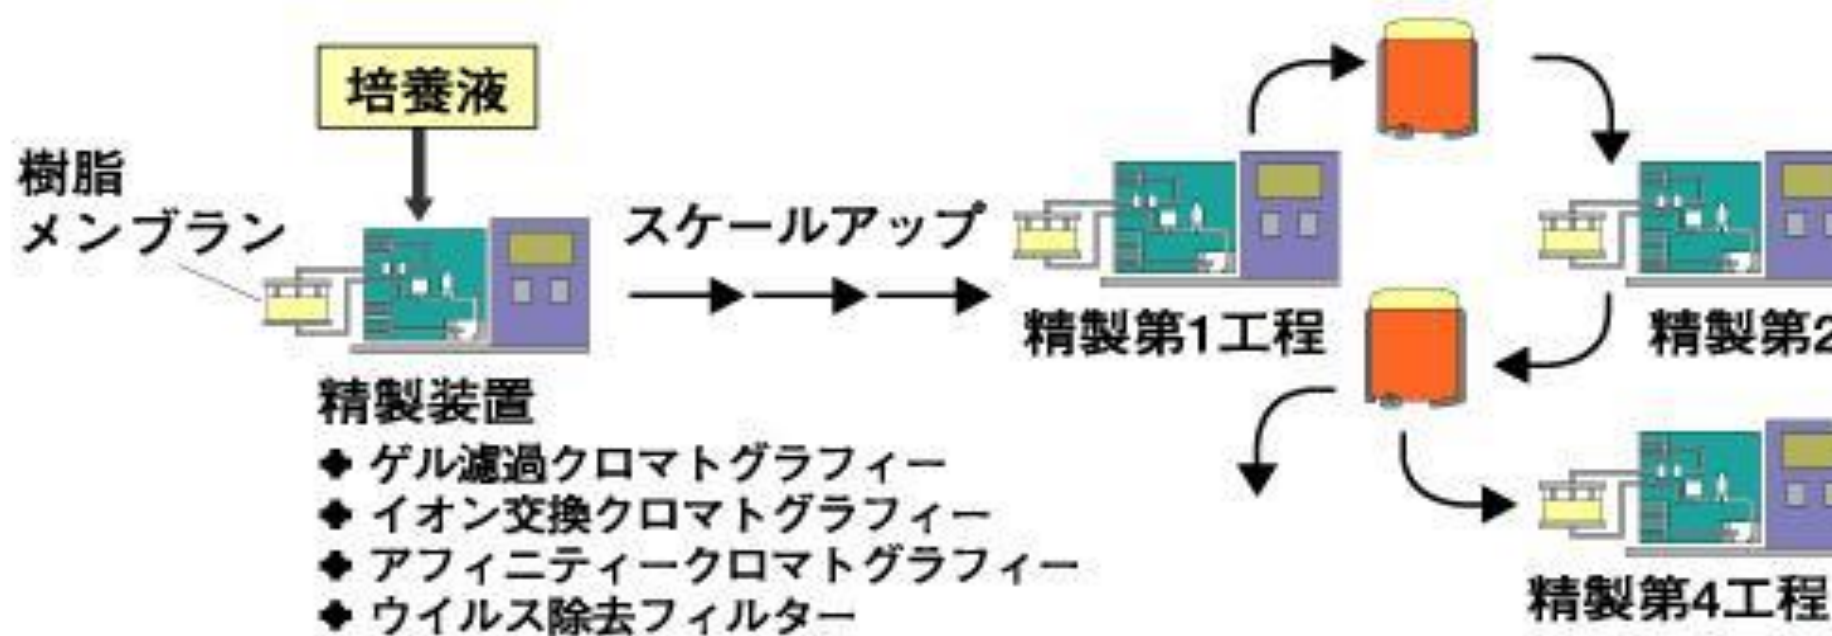 培養液
樹脂
メンブラン
スケールアップ
精製装置
◆ ゲル濾過クロマトグラフィー
◆ イオン交換クロマトグラフィー
◆ アフィニティークロマトグラフィー
◆ ウイルス除去フィルター
精製第1工程
精製第2
精製第4工程